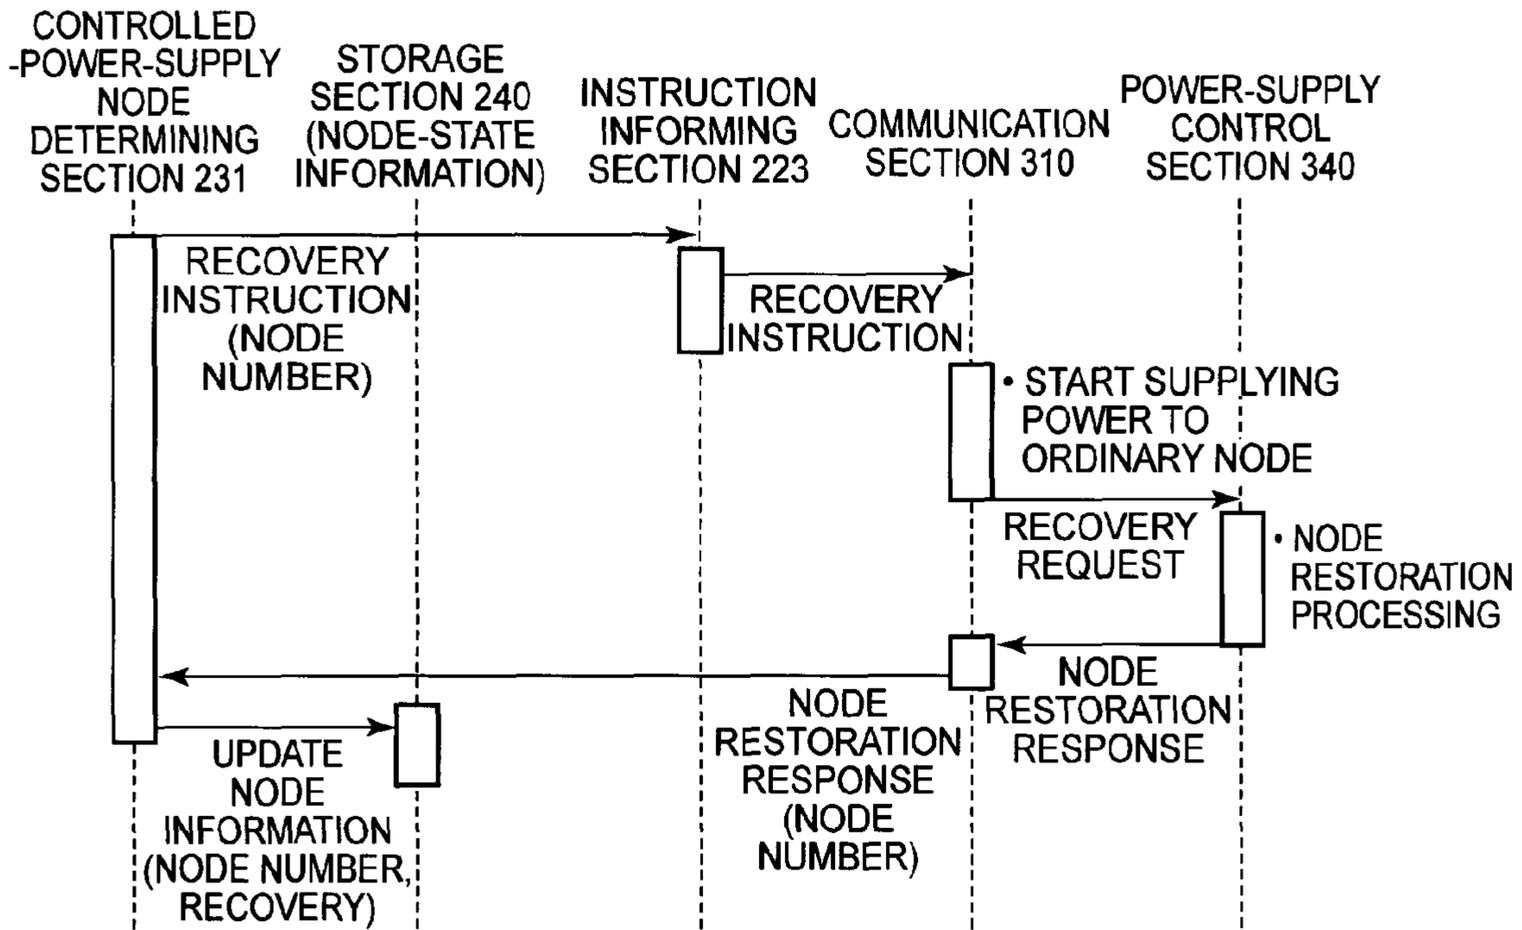 CONTROLLED
-POWER-SUPPLY
NODE
DETERMINING
SECTION 231
STORAGE
SECTION 240
(NODE-STATE
INFORMATION)
INSTRUCTION
INFORMING
SECTION 223
COMMUNICATION
SECTION 310
POWER-SUPPLY
CONTROL
SECTION 340
RECOVERY
INSTRUCTION
(NODE
NUMBER)
RECOVERY
INSTRUCTION
• START SUPPLYING
POWER TO
ORDINARY NODE
RECOVERY
REQUEST
• NODE
RESTORATION
PROCESSING
NODE
RESTORATION
RESPONSE
NODE
RESTORATION
RESPONSE
(NODE
NUMBER)
UPDATE
NODE
INFORMATION
(NODE NUMBER,
RECOVERY)